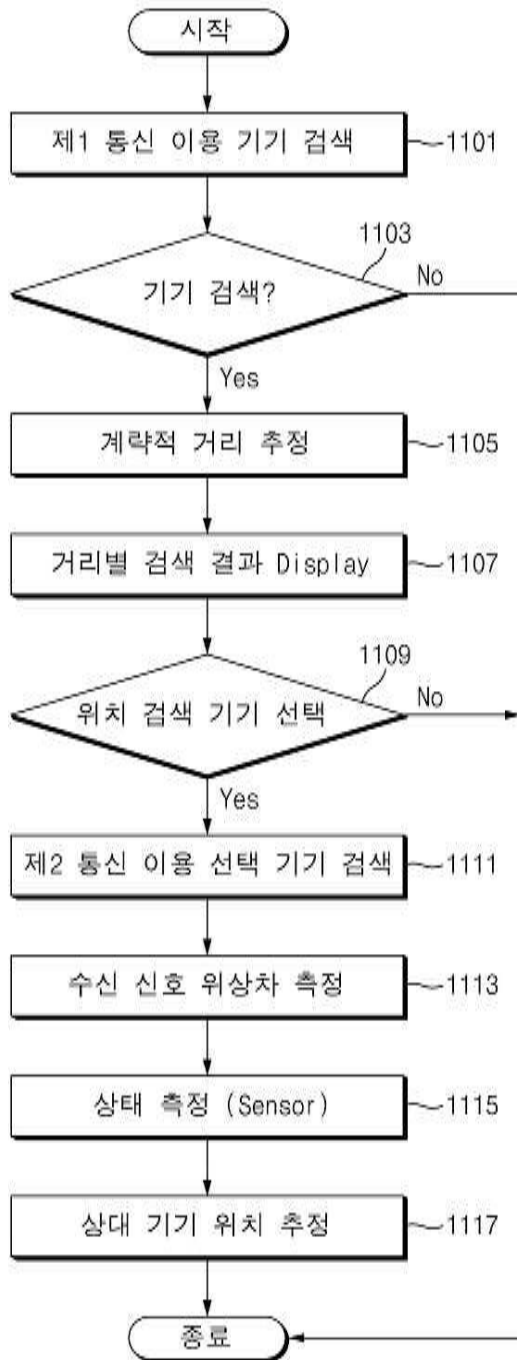 시작
제1 통신 이용 기기 검색
1101
1103
기기 검색?
No
Yes
계략적 거리 추정
1105
거리별 검색 결과 Display
1107
1109
위치 검색 기기 선택
No
Yes
제2 통신 이용 선택 기기 검색
1111
수신 신호 위상차 측정
1113
상태 측정 (Sensor)
1115
상대 기기 위치 추정
1117
종료